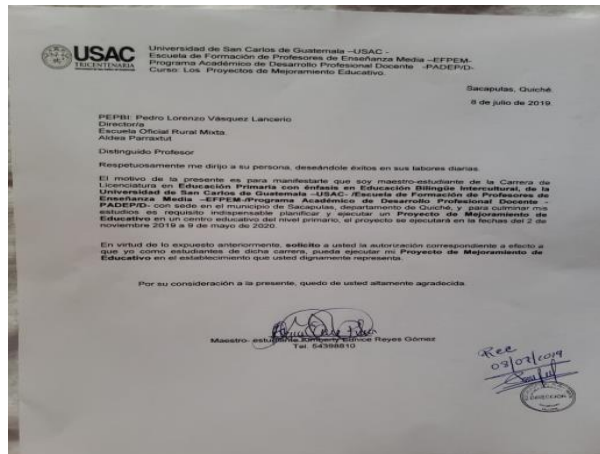 USAC
TRICENTENARIA
Universidad de San Carlos de Guatemala –USAC -
Escuela de Formación de Profesores de Enseñanza Media –EFPEM-
Programa Académico de Desarrollo Profesional Docente -PADEP/D-
Curso: Los Proyectos de Mejoramiento Educativo.
Sacapulas, Quiché.
8 de julio de 2019.
PEPBI: Pedro Lorenzo Vásquez Lancerio
Director/a
Escuela Oficial Rural Mixta.
Aldea Parraxtut
Distinguido Profesor
Respetuosamente me dirijo a su persona, deseándole éxitos en sus labores diarias.
El motivo de la presente es para manifestarle que soy maestro-estudiante de la Carrera de
Licenciatura en Educación Primaria con énfasis en Educación Bilingüe Intercultural, de la
Universidad de San Carlos de Guatemala –USAC- /Escuela de Formación de Profesores de
Enseñanza Media –EFPEM-/Programa Académico de Desarrollo Profesional Docente -
PADEP/D- con sede en el municipio de Sacapulas, departamento de Quiché, y para culminar mis
estudios es requisito indispensable planificar y ejecutar un Proyecto de Mejoramiento de
Educativo en un centro educativo del nivel primario, el proyecto se ejecutará en la fechas del 2 de
noviembre 2019 a 9 de mayo de 2020.
En virtud de lo expuesto anteriormente, solicito a usted la autorización correspondiente a efecto a
que yo como estudiantes de dicha carrera, pueda ejecutar mi Proyecto de Mejoramiento de
Educativo en el establecimiento que usted dignamente representa.
Por su consideración a la presente, quedo de usted altamente agradecida.
Maestro- estudiante Kimberly Eunice Reyes Gómez
Tel. 54398810
Rec
DIRECCION